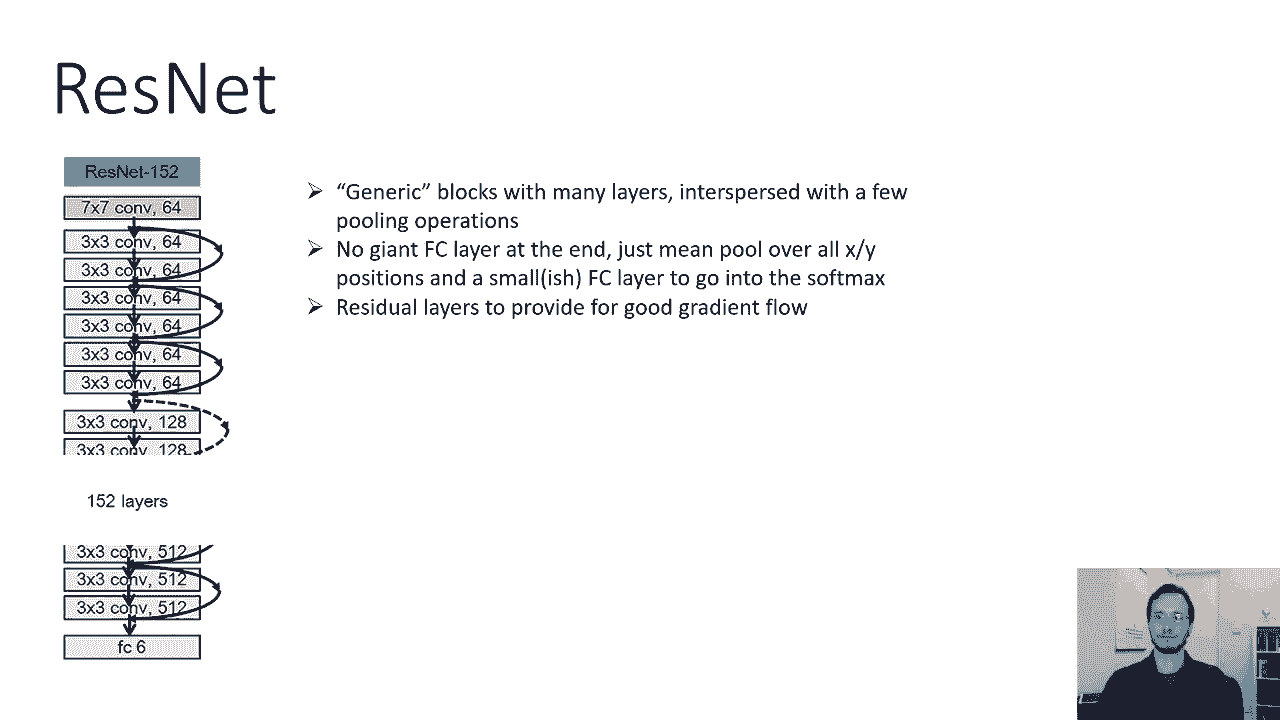 ResNet
ResNet-152
7x7 conv, 64
3x3 conv, 64
3x3 conv, 64
3x3 conv, 64
3x3 conv, 64
3x3 conv, 64
3x3 conv, 64
3x3 conv, 128
3x3 conv, 128
152 layers
3x3 conv, 512
3x3 conv, 512
3x3 conv, 512
fc 6
➢ “Generic” blocks with many layers, interspersed with a few
pooling operations
➢ No giant FC layer at the end, just mean pool over all x/y
positions and a small(ish) FC layer to go into the softmax
➢ Residual layers to provide for good gradient flow